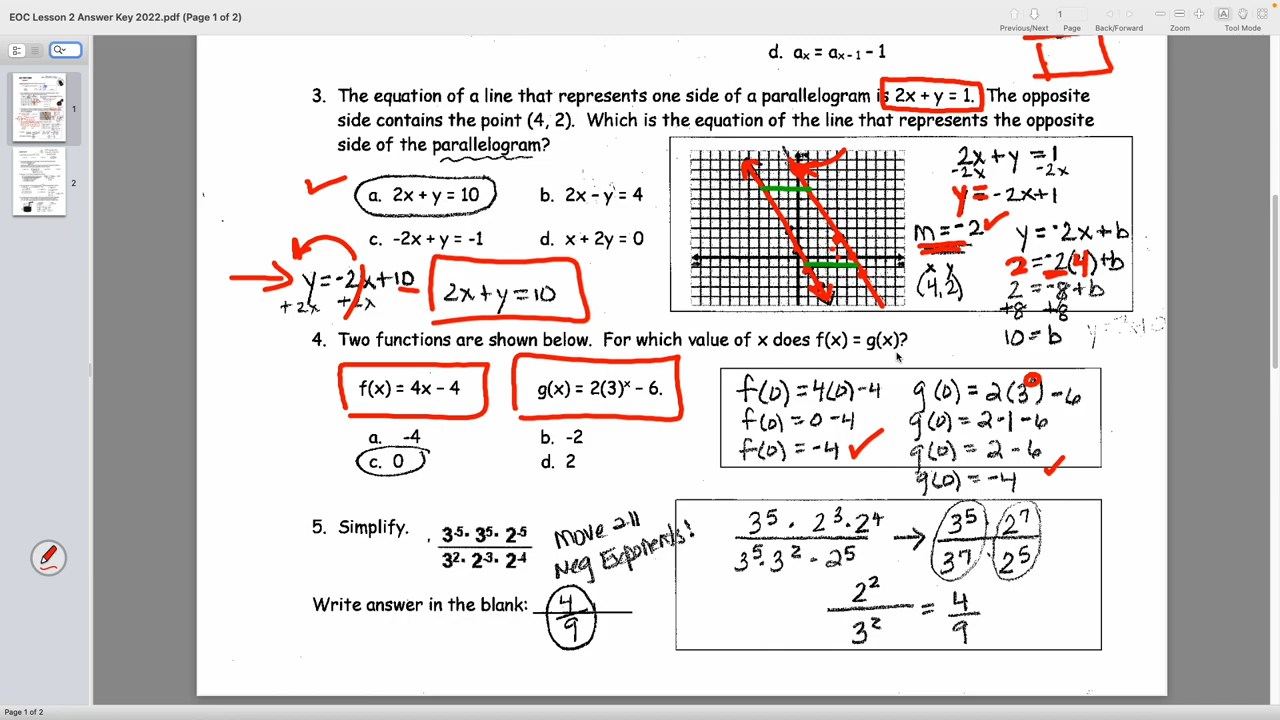 EOC Lesson 2 Answer Key 2022.pdf (Page 1 of 2)
1
Previous/Next Page Back/Forward Zoom Tool Mode
1
2
d. aₓ = aₓ₋₁ - 1
3. The equation of a line that represents one side of a parallelogram is 2x + y = 1. The opposite
side contains the point (4, 2). Which is the equation of the line that represents the opposite
side of the parallelogram?
a. 2x + y = 10 b. 2x - y = 4
c. -2x + y = -1 d. x + 2y = 0
y = -2x + 10
+2x +2x
2x + y = 10
2x + y = 1
-2x -2x
y = -2x + 1
m = -2
x y
(4, 2)
y = -2x + b
2 = -2(4) + b
2 = -8 + b
+8 +8
10 = b
4. Two functions are shown below. For which value of x does f(x) = g(x)?
f(x) = 4x - 4 g(x) = 2(3)ˣ - 6.
a. -4 b. -2
c. 0 d. 2
f(0) = 4(0) - 4
f(0) = 0 - 4
f(0) = -4
g(0) = 2(3⁰) - 6
g(0) = 2·1 - 6
g(0) = 2 - 6
g(0) = -4
5. Simplify.
3⁻⁵· 3⁵· 2⁻⁵
3²· 2⁻³· 2⁻⁴
Move all
Neg Exponents!
Write answer in the blank:
4
9
3⁵ · 2³ · 2⁴
3⁵ · 3² · 2⁵
→
3⁵ · 2⁷
3⁷ 2⁵
2²
3²
=
4
9
Page 1 of 2